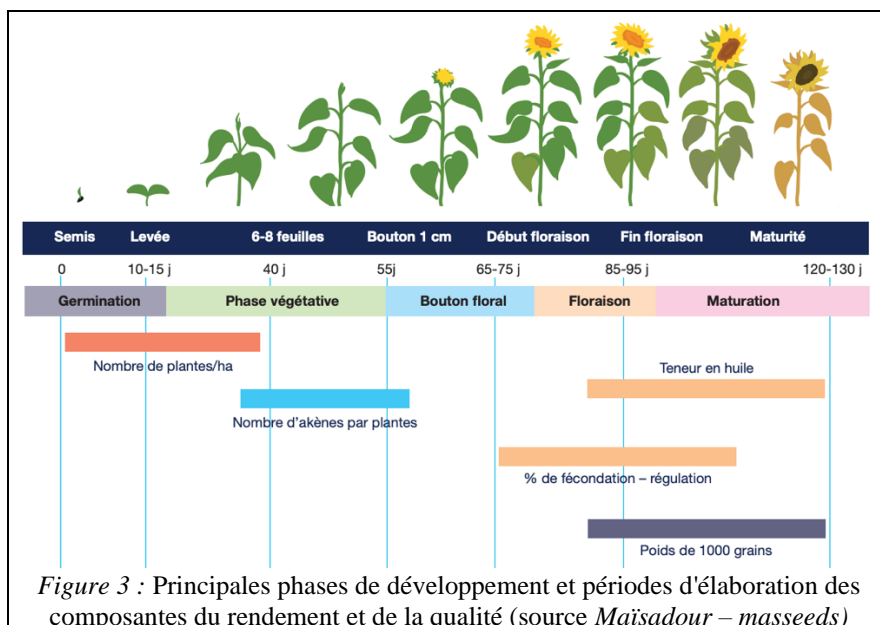 Semis Levée 6-8 feuilles Bouton 1 cm Début floraison Fin floraison Maturité
0 10-15 j 40 j 55j 65-75 j 85-95 j 120-130 j
Germination Phase végétative Bouton floral Floraison Maturation
Nombre de plantes/ha
Teneur en huile
Nombre d'akènes par plantes
% de fécondation – régulation
Poids de 1000 grains
Figure 3 : Principales phases de développement et périodes d'élaboration des
composantes du rendement et de la qualité (source Maïsadour – masseeds)